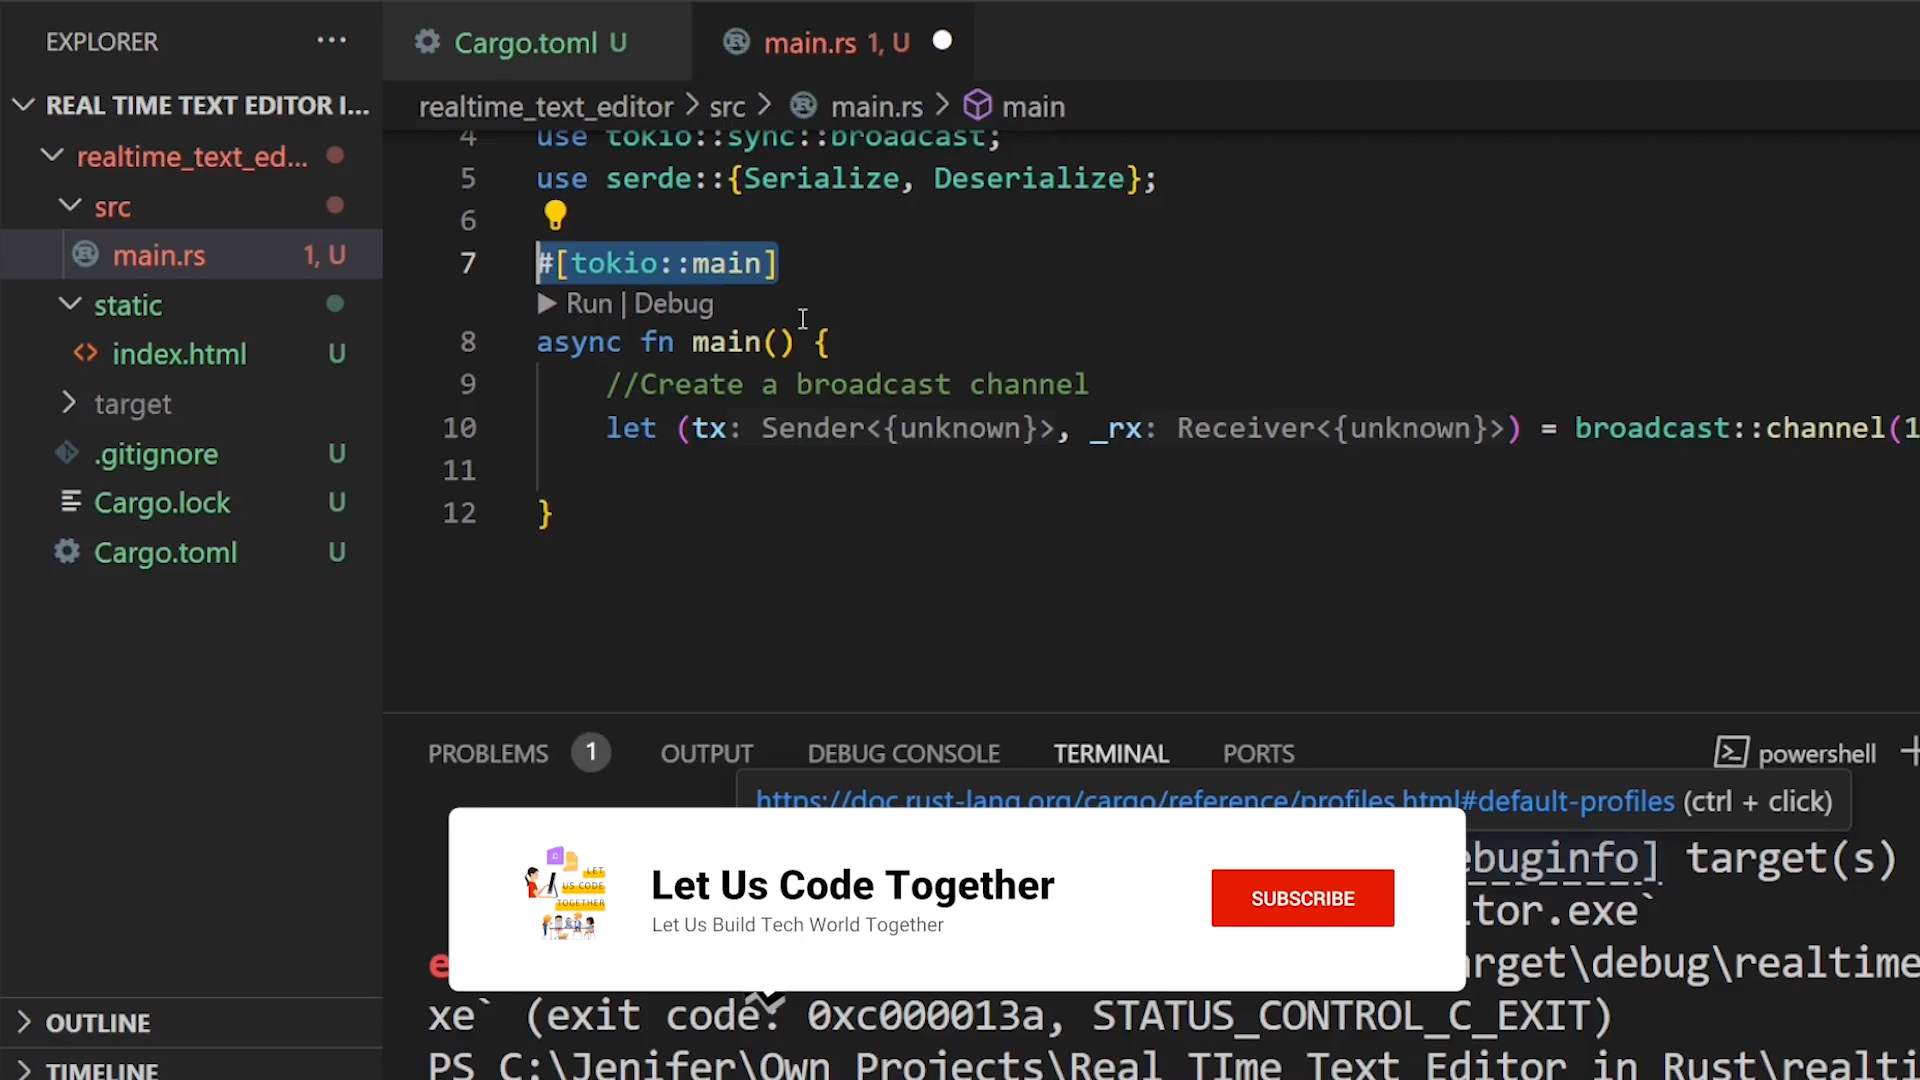 EXPLORER
REAL TIME TEXT EDITOR I...
realtime_text_ed...
src
main.rs 1, U
static
index.html U
target
.gitignore U
Cargo.lock U
Cargo.toml U
OUTLINE
TIMELINE
Cargo.toml U
main.rs 1, U
realtime_text_editor > src > main.rs > main
4 use tokio::sync::broadcast;
5 use serde::{Serialize, Deserialize};
6
7 #[tokio::main]
Run | Debug
8 async fn main() {
9 //Create a broadcast channel
10 let (tx: Sender<{unknown}>, _rx: Receiver<{unknown}>) = broadcast::channel(1
11
12 }
PROBLEMS 1 OUTPUT DEBUG CONSOLE TERMINAL PORTS powershell
https://doc.rust-lang.org/cargo/reference/profiles.html#default-profiles (ctrl + click)
ebuginfo] target(s)
itor.exe`
arget\debug\realtime
xe` (exit code: 0xc000013a, STATUS_CONTROL_C_EXIT)
PS C:\Jenifer\Own Projects\Real TIme Text Editor in Rust\realti
LET
US CODE
TOGETHER
Let Us Code Together
Let Us Build Tech World Together
SUBSCRIBE